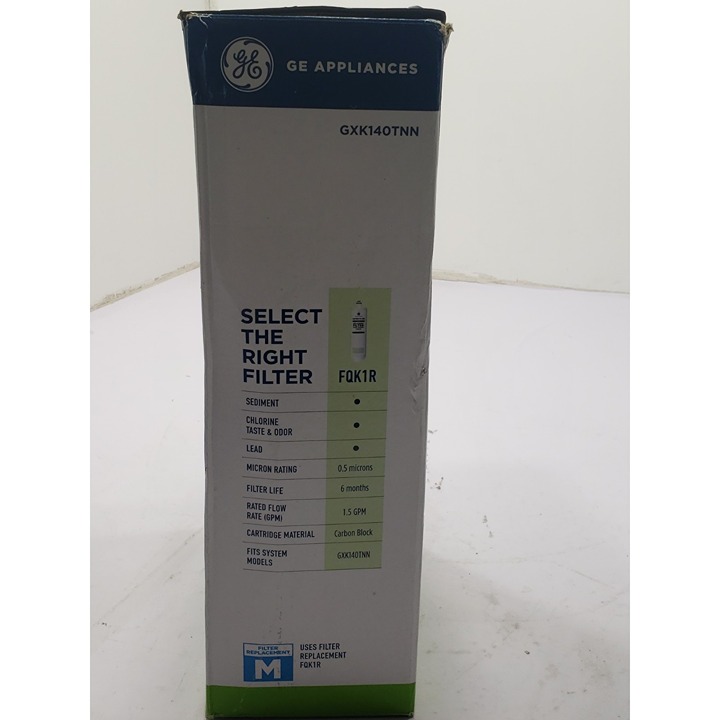 GE APPLIANCES
GXK140TNN
SELECT
THE
RIGHT
FILTER
FQK1R
SEDIMENT •
CHLORINE
TASTE & ODOR •
LEAD •
MICRON RATING 0.5 microns
FILTER LIFE 6 months
RATED FLOW
RATE (GPM) 1.5 GPM
CARTRIDGE MATERIAL Carbon Block
FITS SYSTEM
MODELS GXK140TNN
FILTER
REPLACEMENT
M
USES FILTER
REPLACEMENT
FQK1R